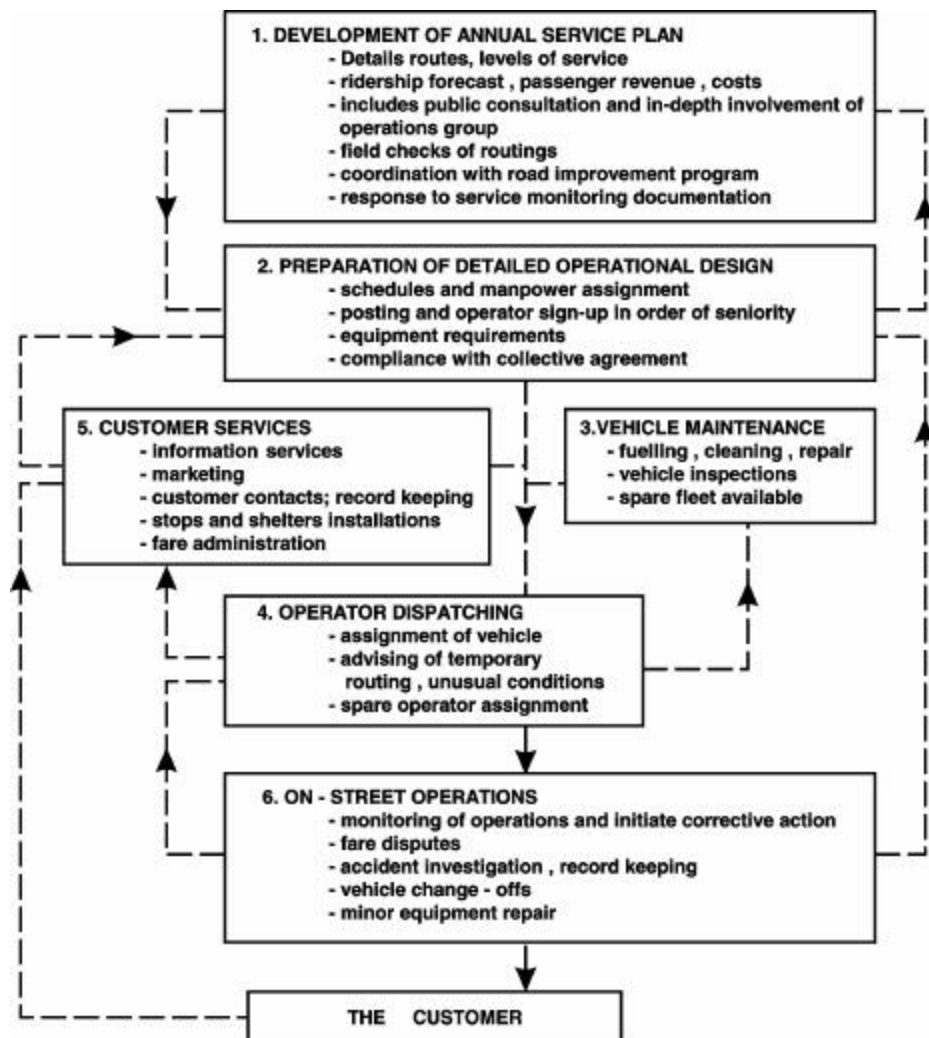 1. DEVELOPMENT OF ANNUAL SERVICE PLAN
- Details routes, levels of service
- ridership forecast , passenger revenue , costs
- includes public consultation and in-depth involvement of
operations group
- field checks of routings
- coordination with road improvement program
- response to service monitoring documentation
2. PREPARATION OF DETAILED OPERATIONAL DESIGN
- schedules and manpower assignment
- posting and operator sign-up in order of seniority
- equipment requirements
- compliance with collective agreement
5. CUSTOMER SERVICES
- information services
- marketing
- customer contacts; record keeping
- stops and shelters installations
- fare administration
3.VEHICLE MAINTENANCE
- fuelling , cleaning , repair
- vehicle inspections
- spare fleet available
4. OPERATOR DISPATCHING
- assignment of vehicle
- advising of temporary
routing , unusual conditions
- spare operator assignment
6. ON - STREET OPERATIONS
- monitoring of operations and initiate corrective action
- fare disputes
- accident investigation , record keeping
- vehicle change - offs
- minor equipment repair
THE CUSTOMER